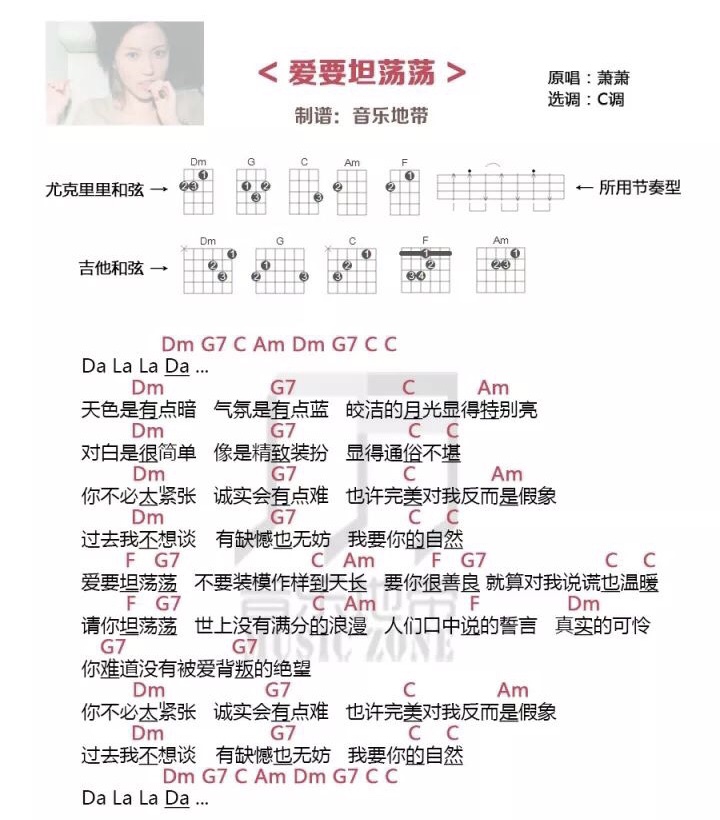 < 爱要坦荡荡 >
原唱：萧萧
选调：C调
制谱：音乐地带
Dm G C Am F
尤克里里和弦 → ← 所用节奏型
Dm G C F Am
吉他和弦 →
Dm G7 C Am Dm G7 C C
Da La La Da ...
Dm G7 C Am
天色是有点暗 气氛是有点蓝 皎洁的月光显得特别亮
Dm G7 C C
对白是很简单 像是精致装扮 显得通俗不堪
Dm G7 C Am
你不必太紧张 诚实会有点难 也许完美对我反而是假象
Dm G7 C C
过去我不想谈 有缺憾也无妨 我要你的自然
F G7 C Am F G7 C C
爱要坦荡荡 不要装模作样到天长 要你很善良 就算对我说谎也温暖
F G7 C Am F Dm
请你坦荡荡 世上没有满分的浪漫 人们口中说的誓言 真实的可怜
G7 G7
你难道没有被爱背叛的绝望
Dm G7 C Am
你不必太紧张 诚实会有点难 也许完美对我反而是假象
Dm G7 C C
过去我不想谈 有缺憾也无妨 我要你的自然
Dm G7 C Am Dm G7 C C
Da La La Da ...
音乐地带
MUSIC ZONE